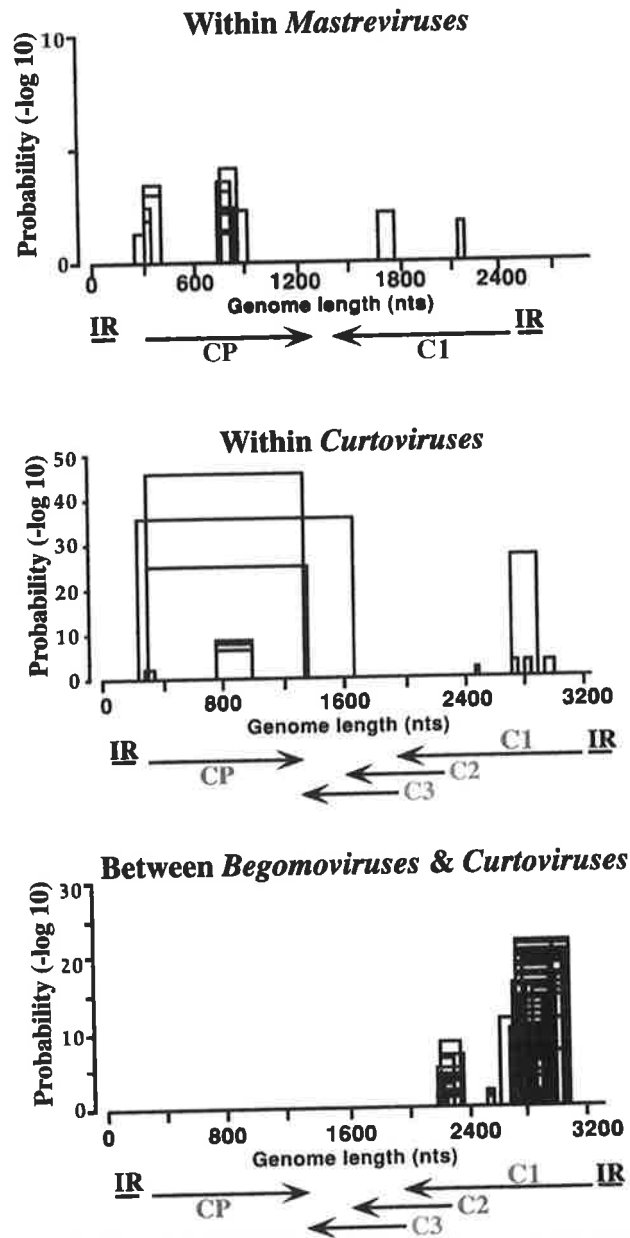 Within Mastreviruses
10
Probability (-log 10)
0
0 600 1200 1800 2400
Genome length (nts)
IR CP C1 IR
Within Curtoviruses
50
40
30
20
10
0
Probability (-log 10)
0 800 1600 2400 3200
Genome length (nts)
IR CP C1 IR
C2
C3
Between Begomoviruses & Curtoviruses
30
20
10
0
Probability (-log 10)
0 800 1600 2400 3200
Genome length (nts)
IR CP C1 IR
C2
C3